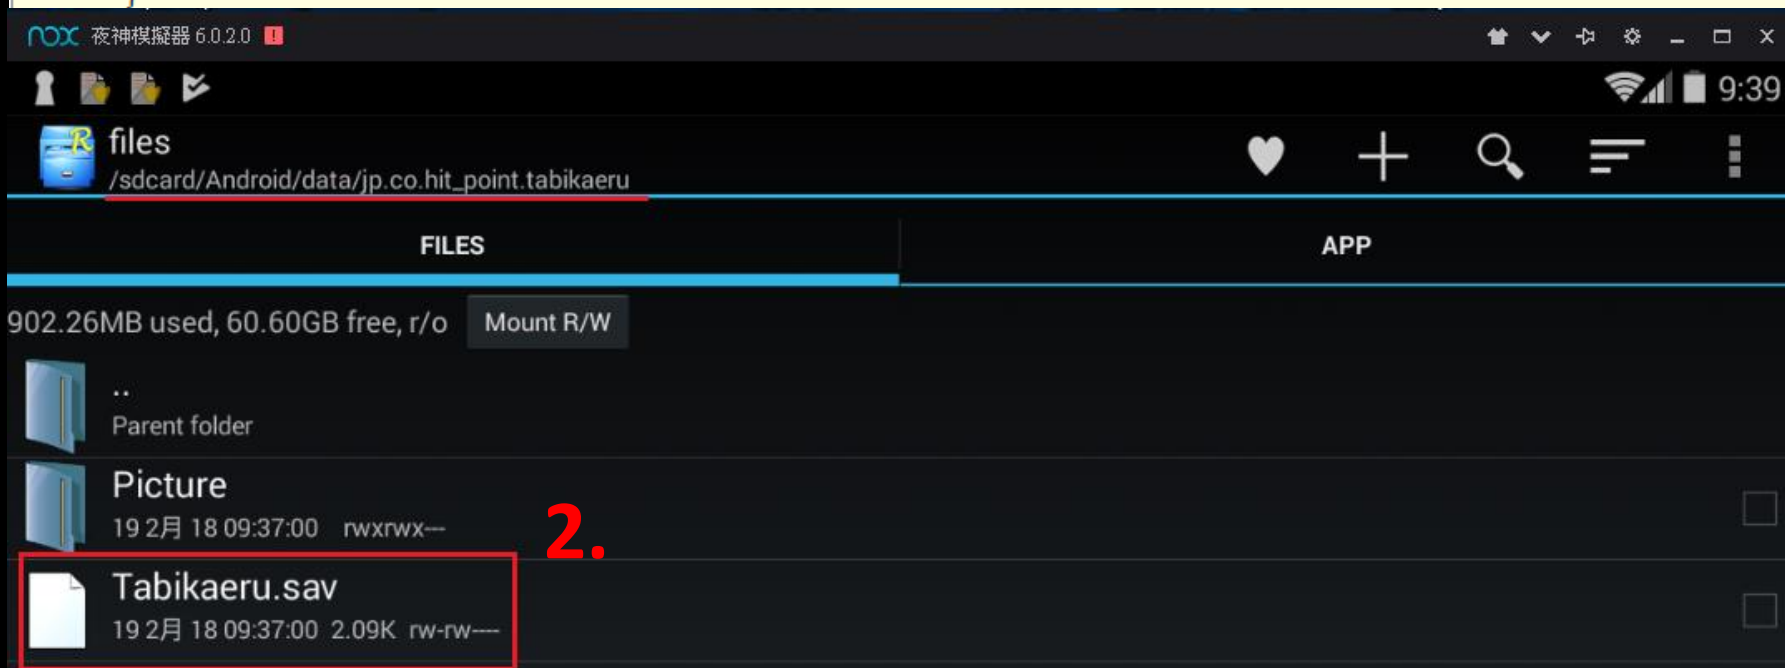 nox 夜神模擬器 6.0.2.0
9:39
files
/sdcard/Android/data/jp.co.hit_point.tabikaeru
FILES
APP
902.26MB used, 60.60GB free, r/o Mount R/W
..
Parent folder
Picture
19 2月 18 09:37:00 rwxrwx---
2.
Tabikaeru.sav
19 2月 18 09:37:00 2.09K rw-rw----